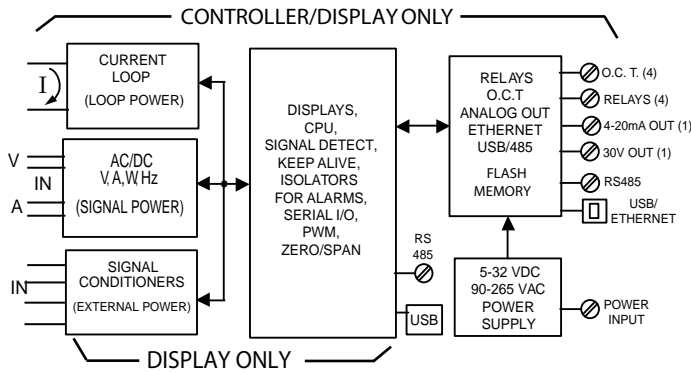 CONTROLLER/DISPLAY ONLY
CURRENT
LOOP
(LOOP POWER)
I
V
IN
A
AC/DC
V, A, W, Hz
(SIGNAL POWER)
IN
SIGNAL
CONDITIONERS
(EXTERNAL POWER)
DISPLAYS,
CPU,
SIGNAL DETECT,
KEEP ALIVE,
ISOLATORS
FOR ALARMS,
SERIAL I/O,
PWM,
ZERO/SPAN
RS
485
USB
RELAYS
O.C.T
ANALOG OUT
ETHERNET
USB/485
FLASH
MEMORY
O.C. T. (4)
RELAYS (4)
4-20mA OUT (1)
30V OUT (1)
RS485
USB/
ETHERNET
5-32 VDC
90-265 VAC
POWER
SUPPLY
POWER
INPUT
DISPLAY ONLY